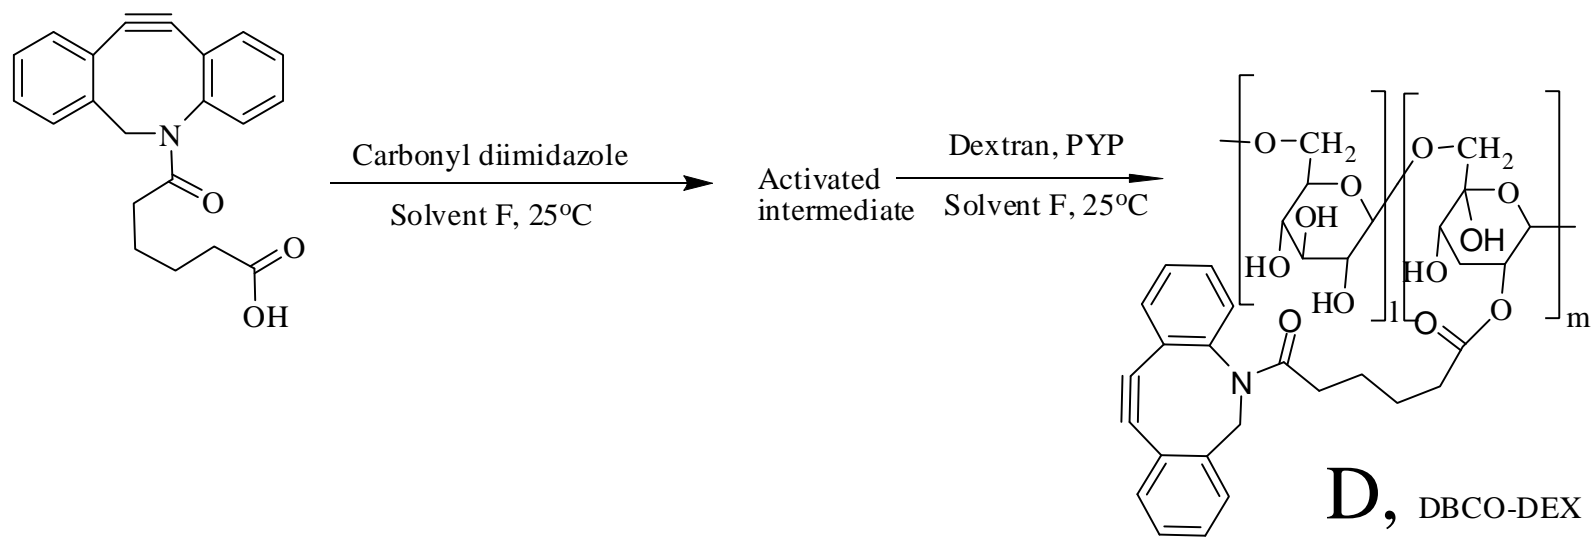 N
O
O
OH
Carbonyl diimidazole
Solvent F, 25°C
Activated
intermediate
Dextran, PYP
Solvent F, 25°C
O
CH2
O
OH
HO
HO
l
O
CH2
O
OH
HO
O
m
O
O
N
D, DBCO-DEX